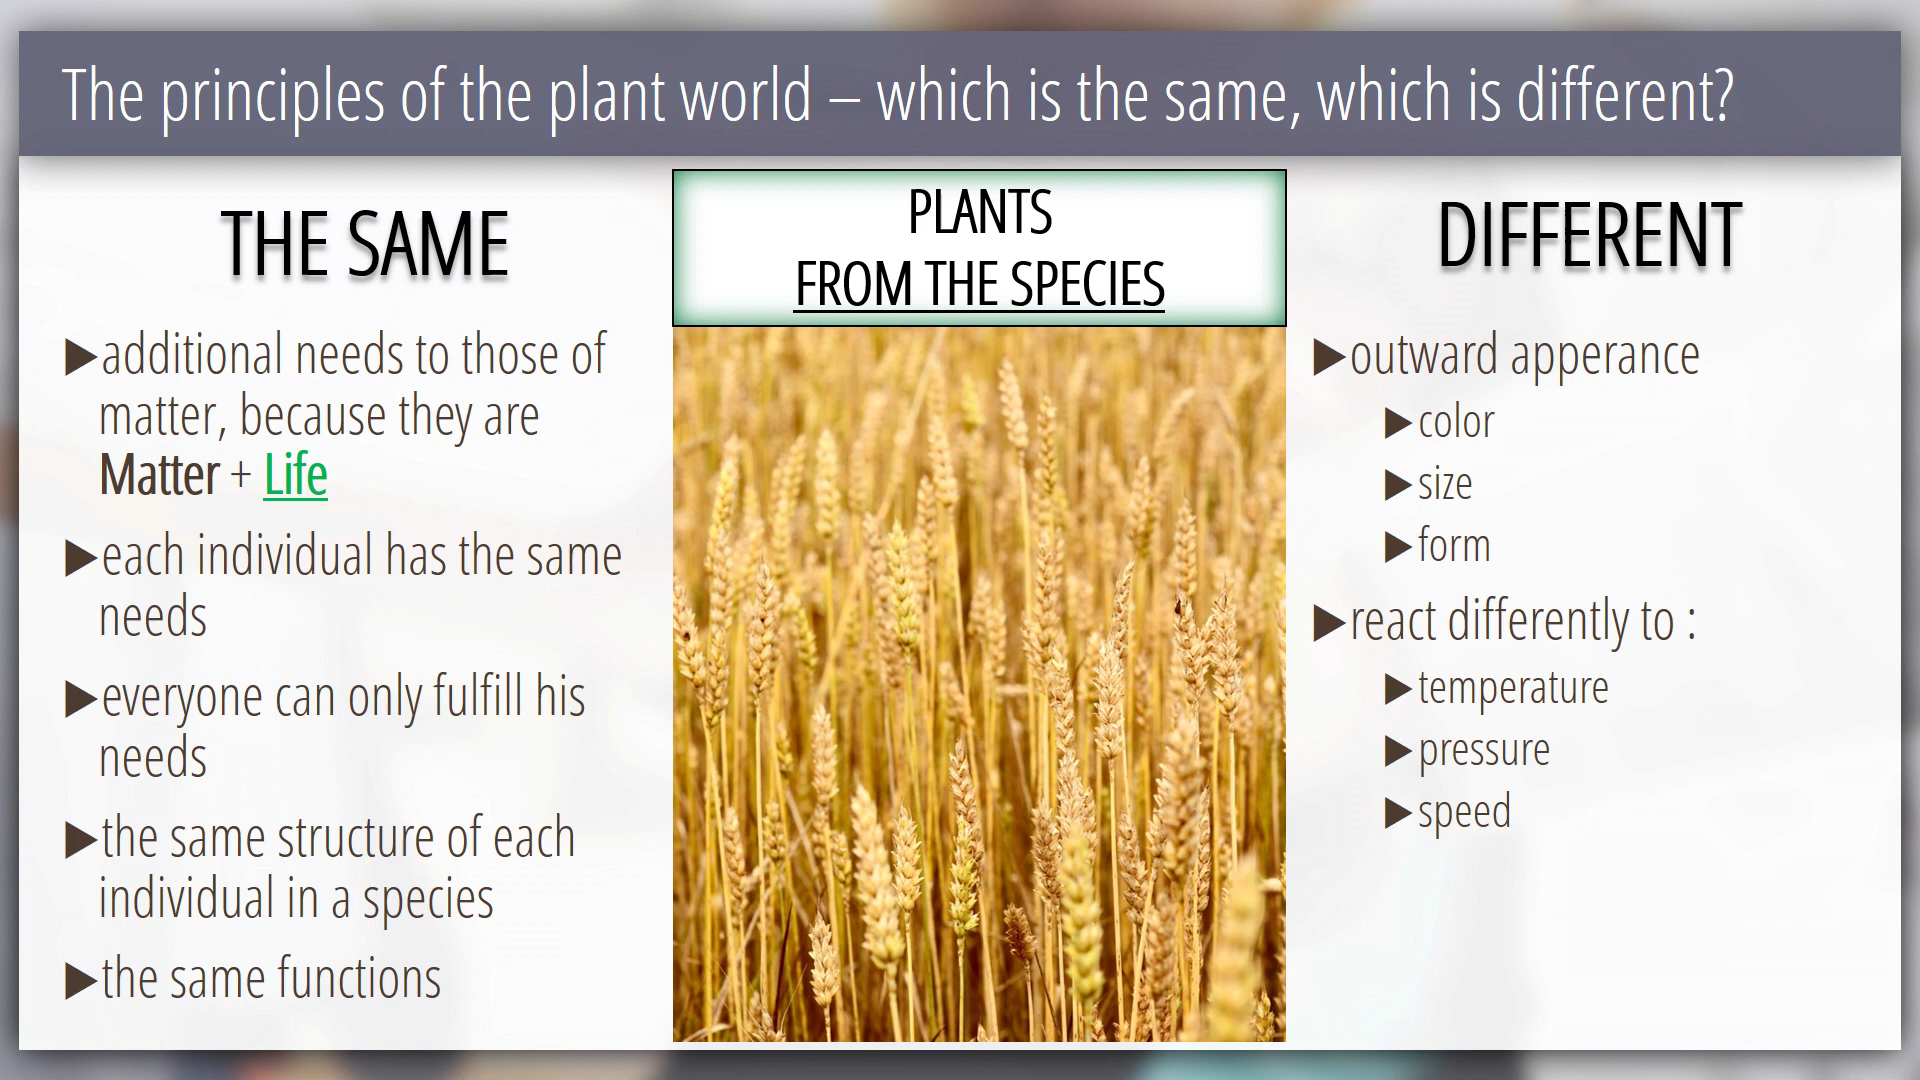 The principles of the plant world – which is the same, which is different?
THE SAME
additional needs to those of
matter, because they are
Matter + Life
each individual has the same
needs
everyone can only fulfill his
needs
the same structure of each
individual in a species
the same functions
PLANTS
FROM THE SPECIES
DIFFERENT
outward apperance
color
size
form
react differently to :
temperature
pressure
speed